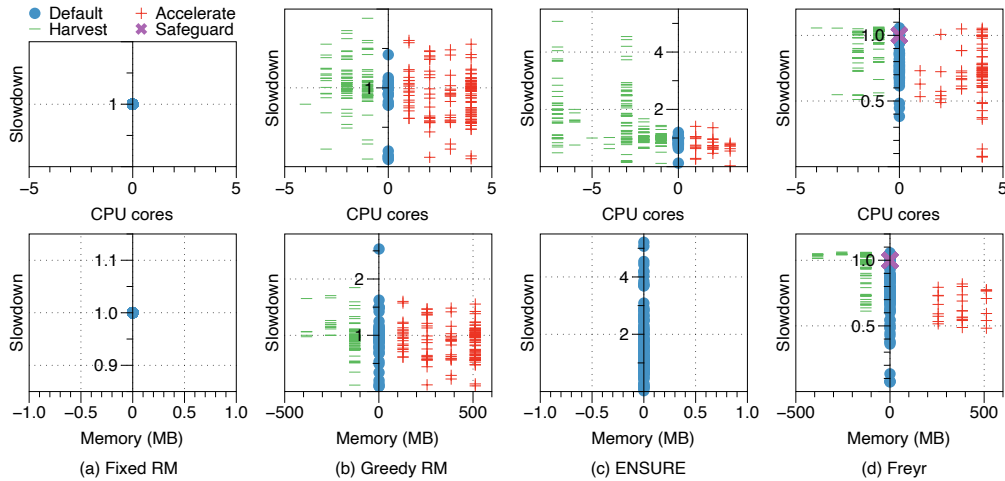 Default
Accelerate
Harvest
Safeguard
Slowdown
1
−5
0
5
CPU cores
Slowdown
1
−5
0
5
CPU cores
Slowdown
4
2
−5
0
CPU cores
Slowdown
1.0
0.5
−5
0
5
CPU cores
Slowdown
1.1
1.0
0.9
−1.0
−0.5
0
0.5
1.0
Memory (MB)
Slowdown
2
1
−500
0
500
Memory (MB)
Slowdown
4
2
−1.0
−0.5
0
0.5
1.0
Memory (MB)
Slowdown
1.0
0.5
−500
0
500
Memory (MB)
(a) Fixed RM
(b) Greedy RM
(c) ENSURE
(d) Freyr